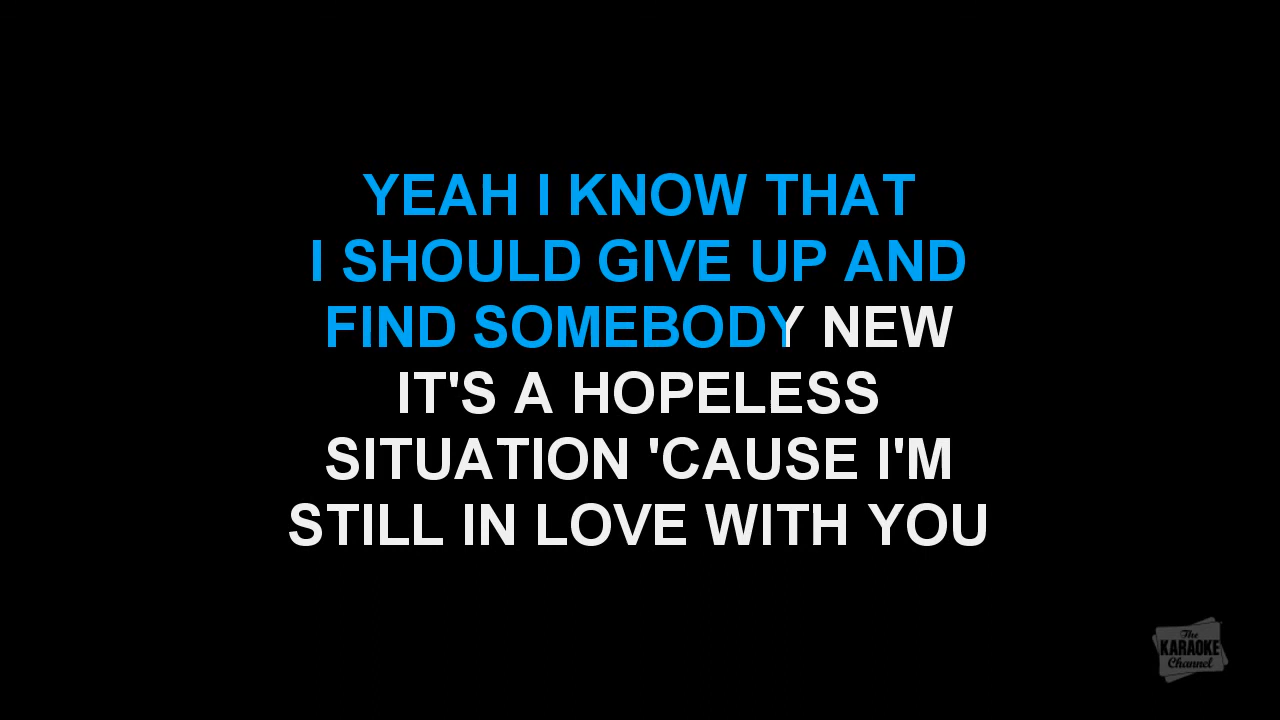 YEAH I KNOW THAT
I SHOULD GIVE UP AND
FIND SOMEBODY NEW
IT'S A HOPELESS
SITUATION 'CAUSE I'M
STILL IN LOVE WITH YOU
The
KARAOKE
Channel